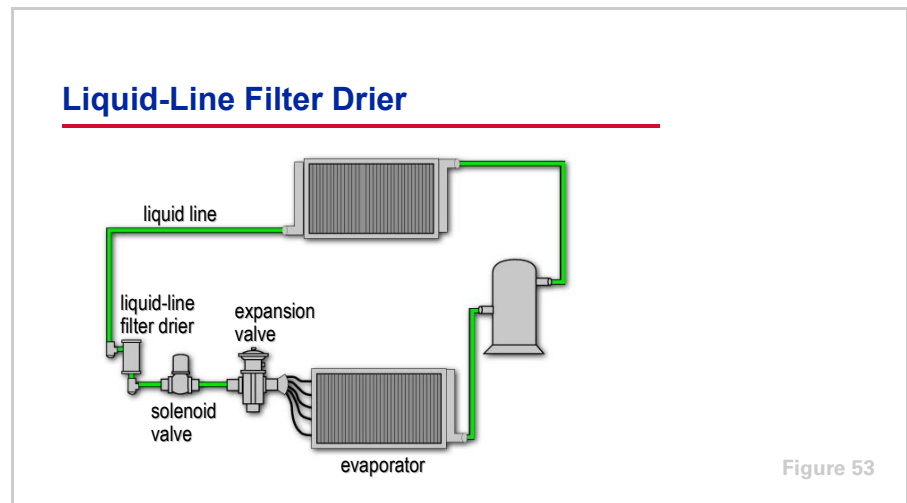 Liquid-Line Filter Drier
liquid line
liquid-line
filter drier
expansion
valve
solenoid
valve
evaporator
Figure 53